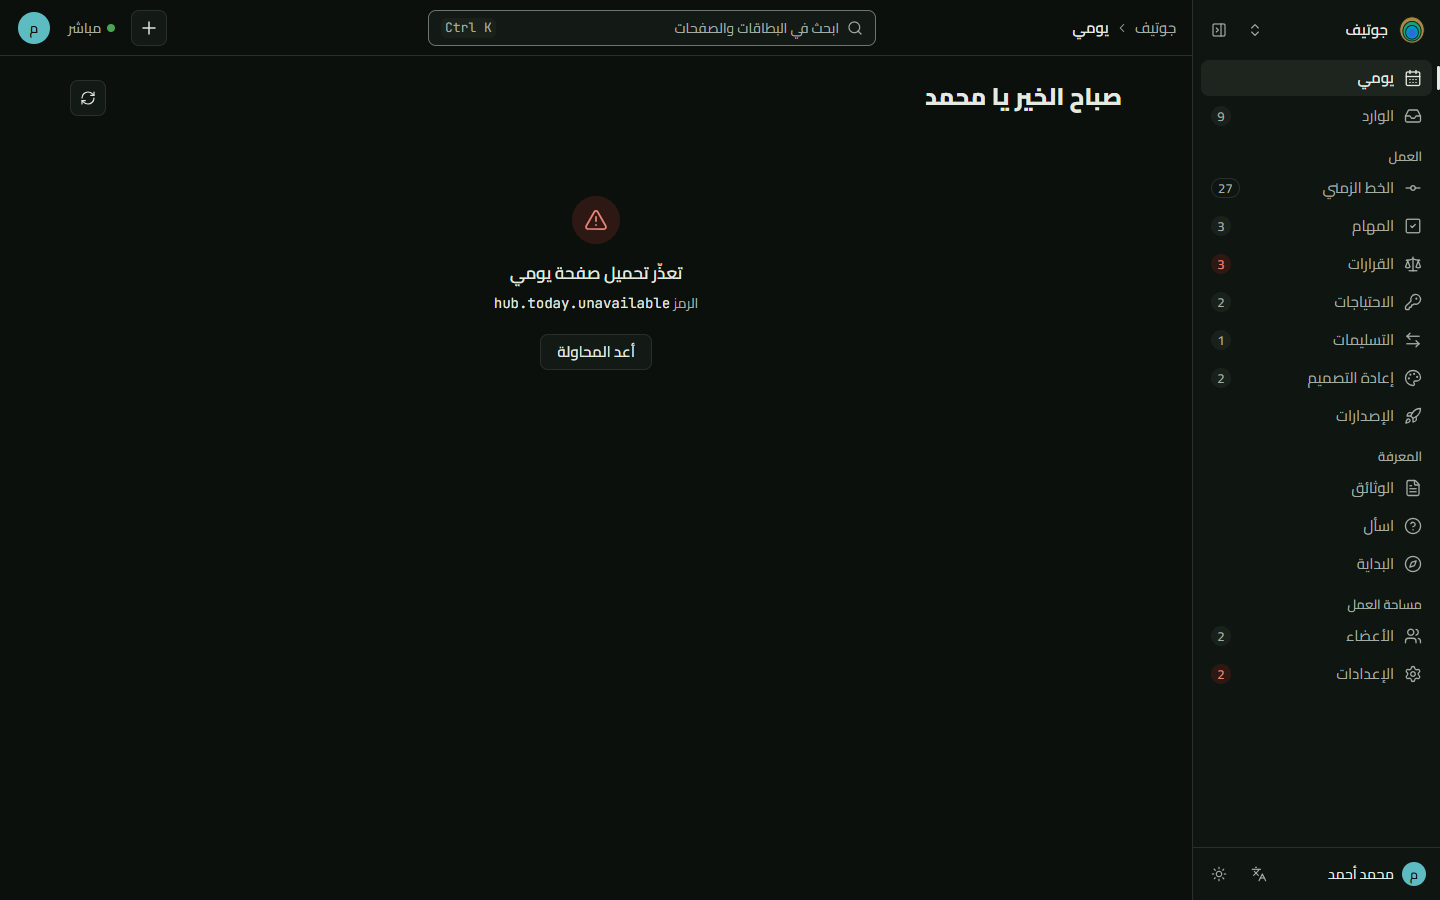 جوتيف
يومي
الوارد 9
العمل
الخط الزمني 27
المهام 3
القرارات 3
الاحتياجات 2
التسليمات 1
إعادة التصميم 2
الإصدارات
المعرفة
الوثائق
اسأل
البداية
مساحة العمل
الأعضاء 2
الإعدادات 2
م محمد أحمد
جوتيف يومي
ابحث في البطاقات والصفحات Ctrl K
مباشر م
صباح الخير يا محمد
تعذّر تحميل صفحة يومي
الرمز hub.today.unavailable
أعد المحاولة